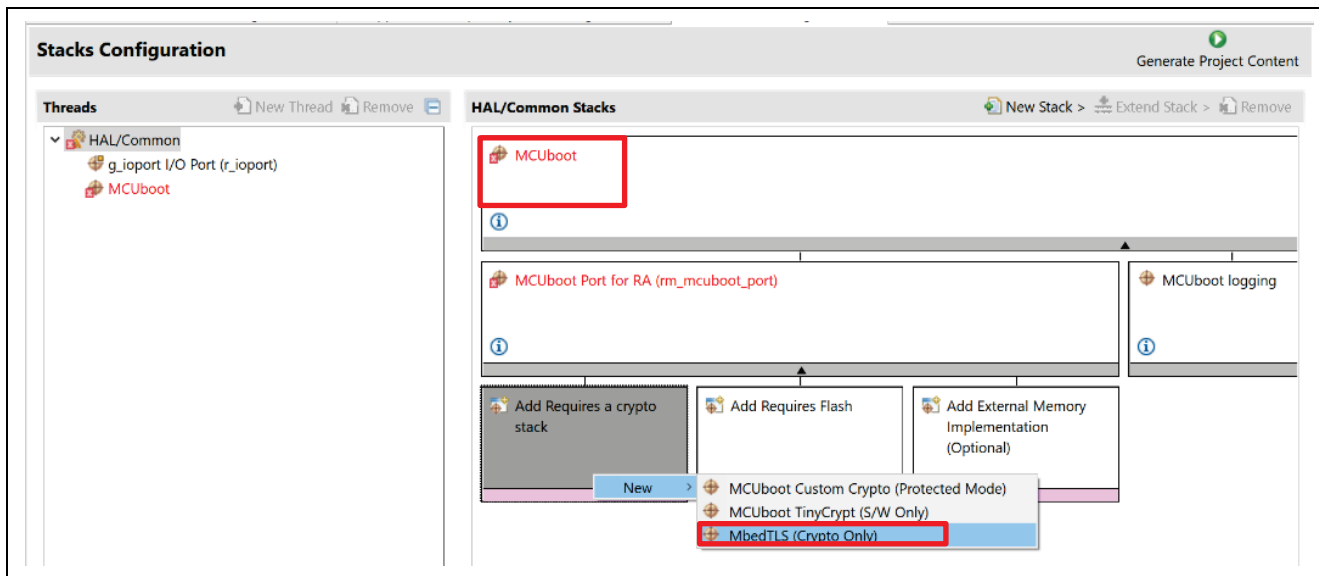 Stacks Configuration
Generate Project Content
Threads
New Thread
Remove
HAL/Common Stacks
New Stack >
Extend Stack >
Remove
HAL/Common
g_ioport I/O Port (r_ioport)
MCUboot
MCUboot
MCUboot Port for RA (rm_mcuboot_port)
MCUboot logging
Add Requires a crypto
stack
Add Requires Flash
Add External Memory
Implementation
(Optional)
New >
MCUboot Custom Crypto (Protected Mode)
MCUboot TinyCrypt (S/W Only)
MbedTLS (Crypto Only)